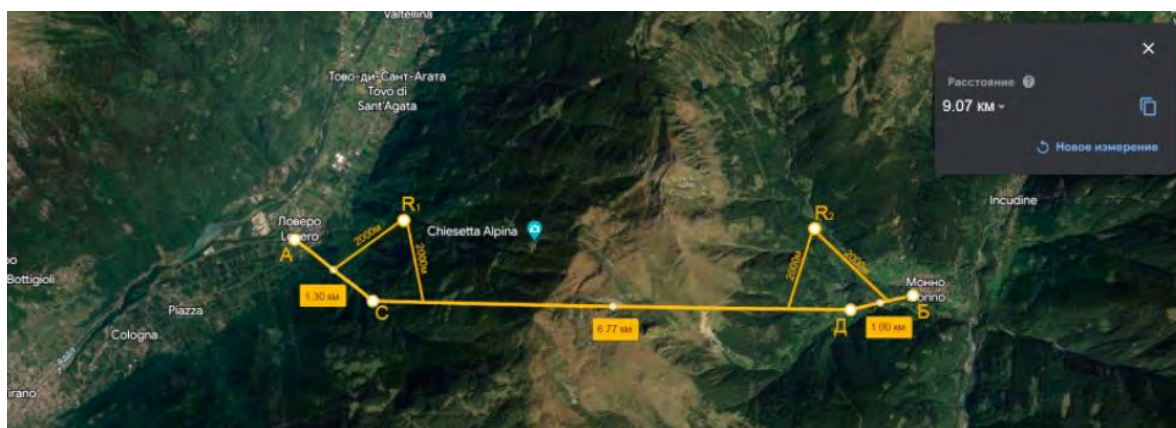 Valtellina
Тово-ди-Сант-Агата
Tovo di
Sant'Agata
Расстояние
9.07 км
Новое измерение
Incudine
R₁
R₂
Ловеро
Chiesetta Alpina
А
2000м
2000м
2000м
2000м
Bottigioli
Монно
1.30 км
Piazza
С
6.77 км
Д
1.00 км
Б
Cologna
Адда